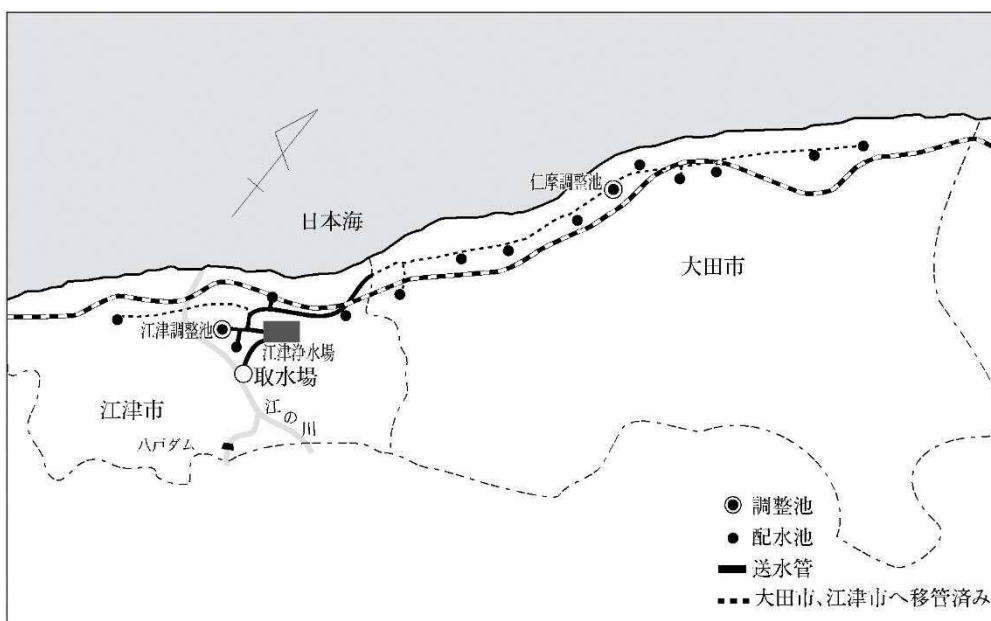 仁摩調整池
日本海
大田市
江津調整池
江津浄水場
取水場
江津市
江の川
八戸ダム
調整池
配水池
送水管
大田市、江津市へ移管済み